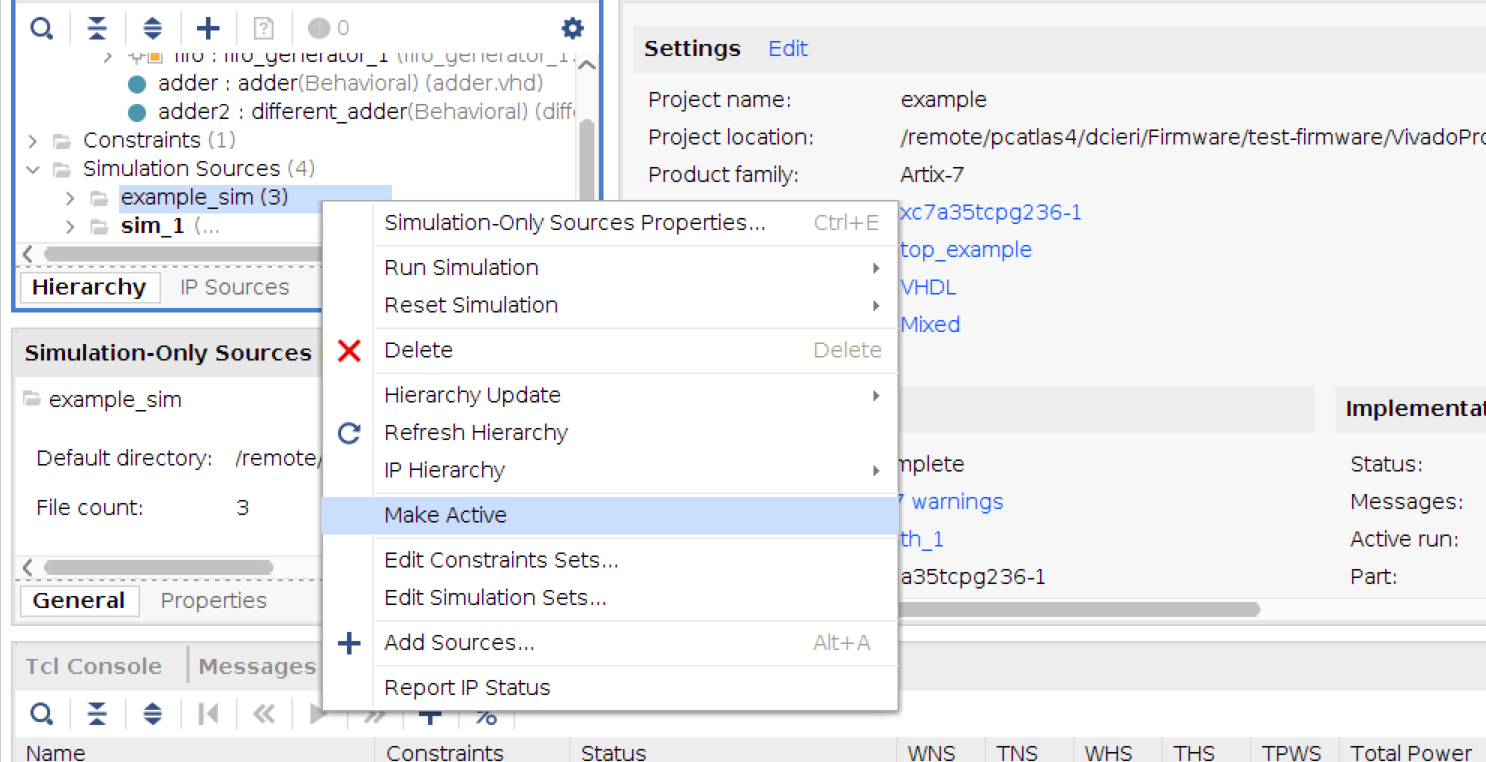 0
fifo : fifo_generator_1 (fifo_generator_1.
adder : adder(Behavioral) (adder.vhd)
adder2 : different_adder(Behavioral) (diff
Constraints (1)
Simulation Sources (4)
example_sim (3)
sim_1 (...
Hierarchy IP Sources
Settings Edit
Project name: example
Project location: /remote/pcatlas4/dcieri/Firmware/test-firmware/VivadoPro
Product family: Artix-7
xc7a35tcpg236-1
top_example
VHDL
Mixed
Simulation-Only Sources Properties... Ctrl+E
Run Simulation
Reset Simulation
Delete Delete
Hierarchy Update
Refresh Hierarchy
IP Hierarchy
Make Active
Edit Constraints Sets...
Edit Simulation Sets...
Add Sources... Alt+A
Report IP Status
Simulation-Only Sources
example_sim
Default directory: /remote/
File count: 3
General Properties
mplete
7 warnings
th_1
a35tcpg236-1
Implementat
Status:
Messages:
Active run:
Part:
Tcl Console Messages
%
Name Constraints Status WNS TNS WHS THS TPWS Total Power